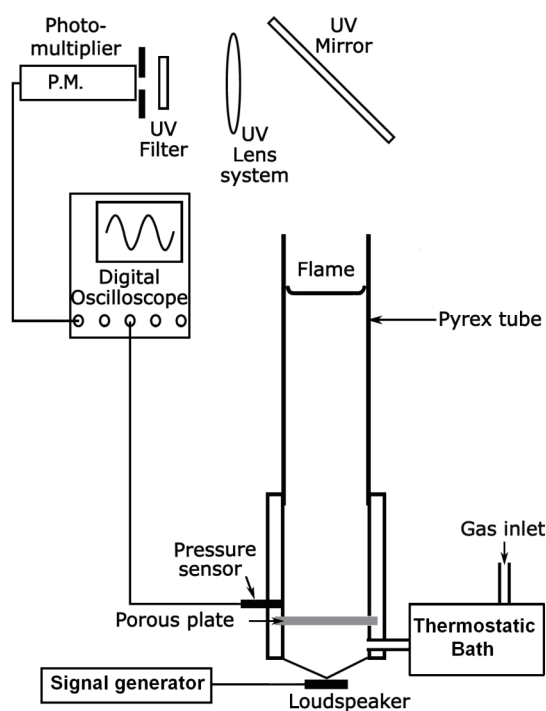 Photo-
multiplier
P.M.
UV
Filter
UV
Lens
system
UV
Mirror
Digital
Oscilloscope
Flame
Pyrex tube
Pressure
sensor
Porous plate
Gas inlet
Thermostatic
Bath
Signal generator
Loudspeaker